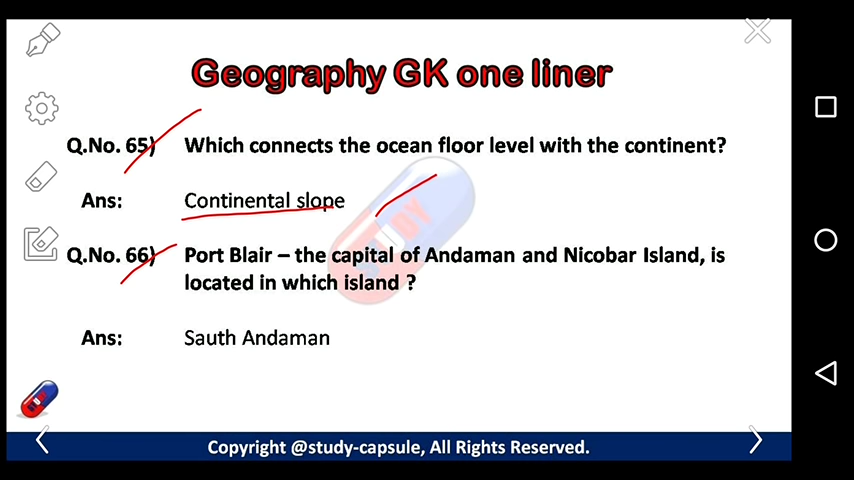 Geography GK one liner
Q.No. 65) Which connects the ocean floor level with the continent?
Ans: Continental slope
Q.No. 66) Port Blair – the capital of Andaman and Nicobar Island, is
located in which island ?
Ans: Sauth Andaman
STUDY
STUDY
Copyright @study-capsule, All Rights Reserved.